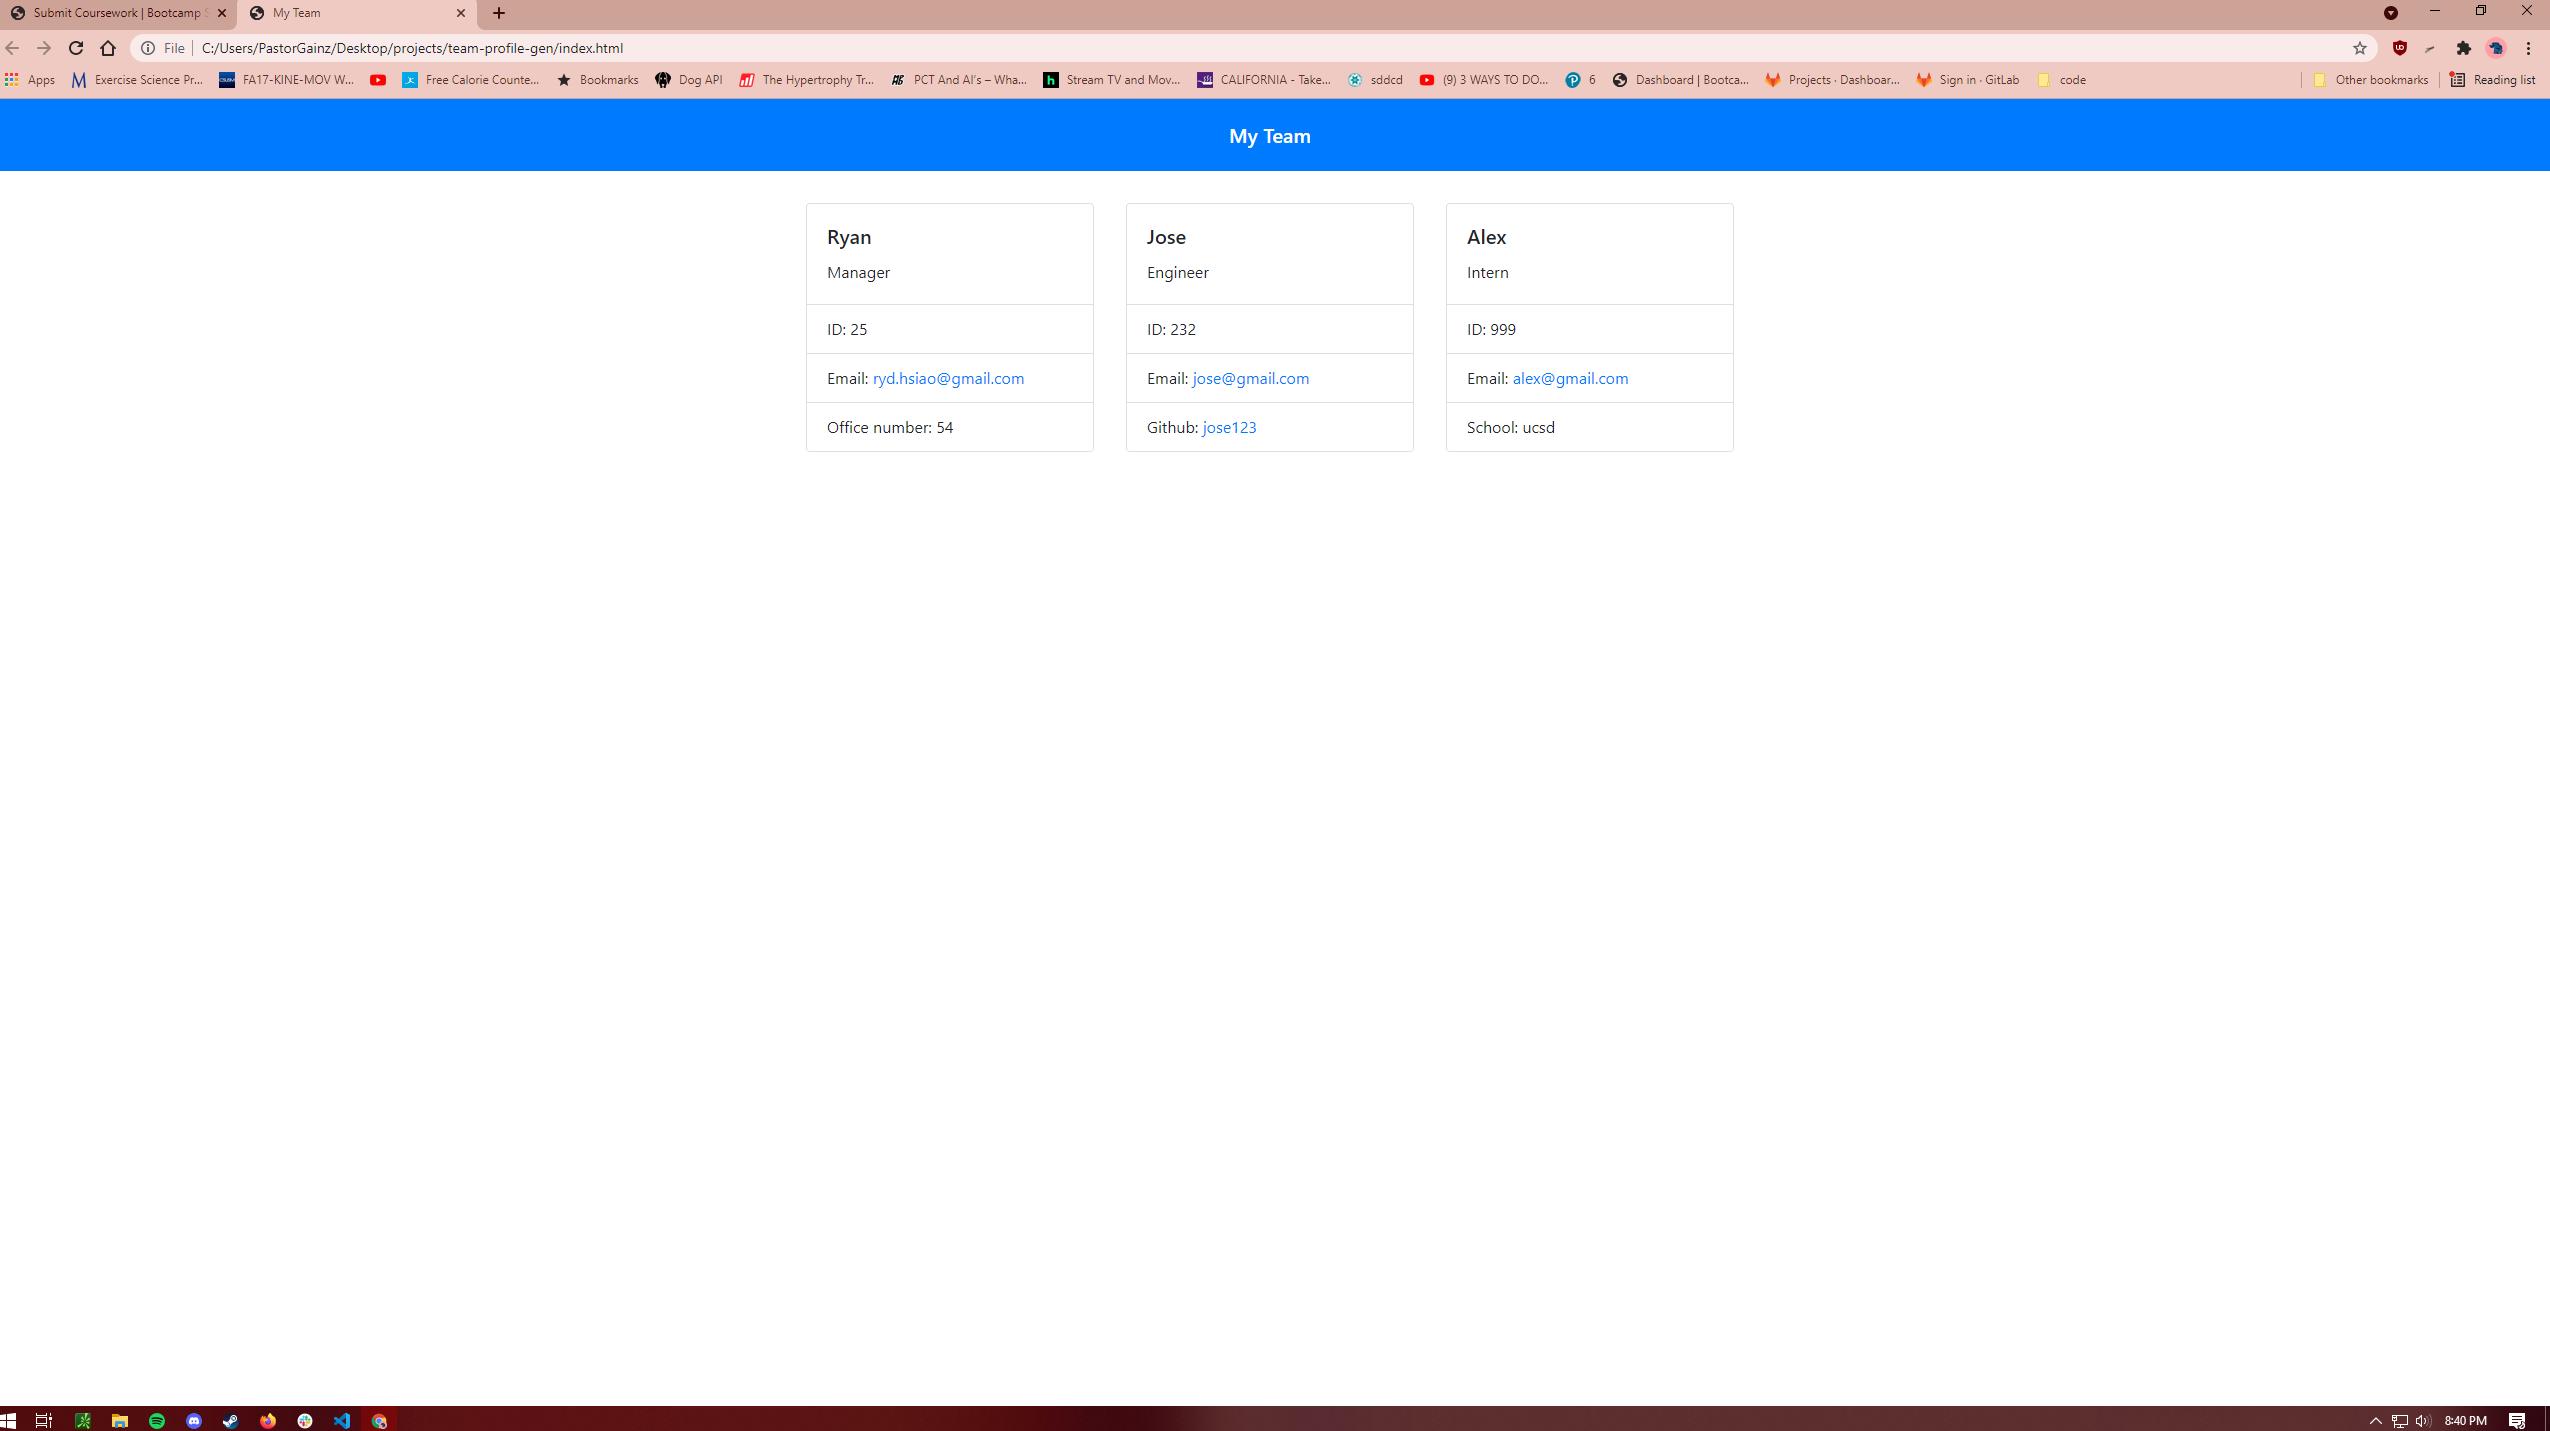 Submit Coursework | Bootcamp S
My Team
File
C:/Users/PastorGainz/Desktop/projects/team-profile-gen/index.html
Apps
Exercise Science Pr...
FA17-KINE-MOV W...
Free Calorie Counte...
Bookmarks
Dog API
The Hypertrophy Tr...
PCT And AI's – Wha...
Stream TV and Mov...
CALIFORNIA - Take...
sddcd
(9) 3 WAYS TO DO...
6
Dashboard | Bootca...
Projects · Dashboar...
Sign in · GitLab
code
Other bookmarks
Reading list
My Team
Ryan
Manager
ID: 25
Email: ryd.hsiao@gmail.com
Office number: 54
Jose
Engineer
ID: 232
Email: jose@gmail.com
Github: jose123
Alex
Intern
ID: 999
Email: alex@gmail.com
School: ucsd
8:40 PM